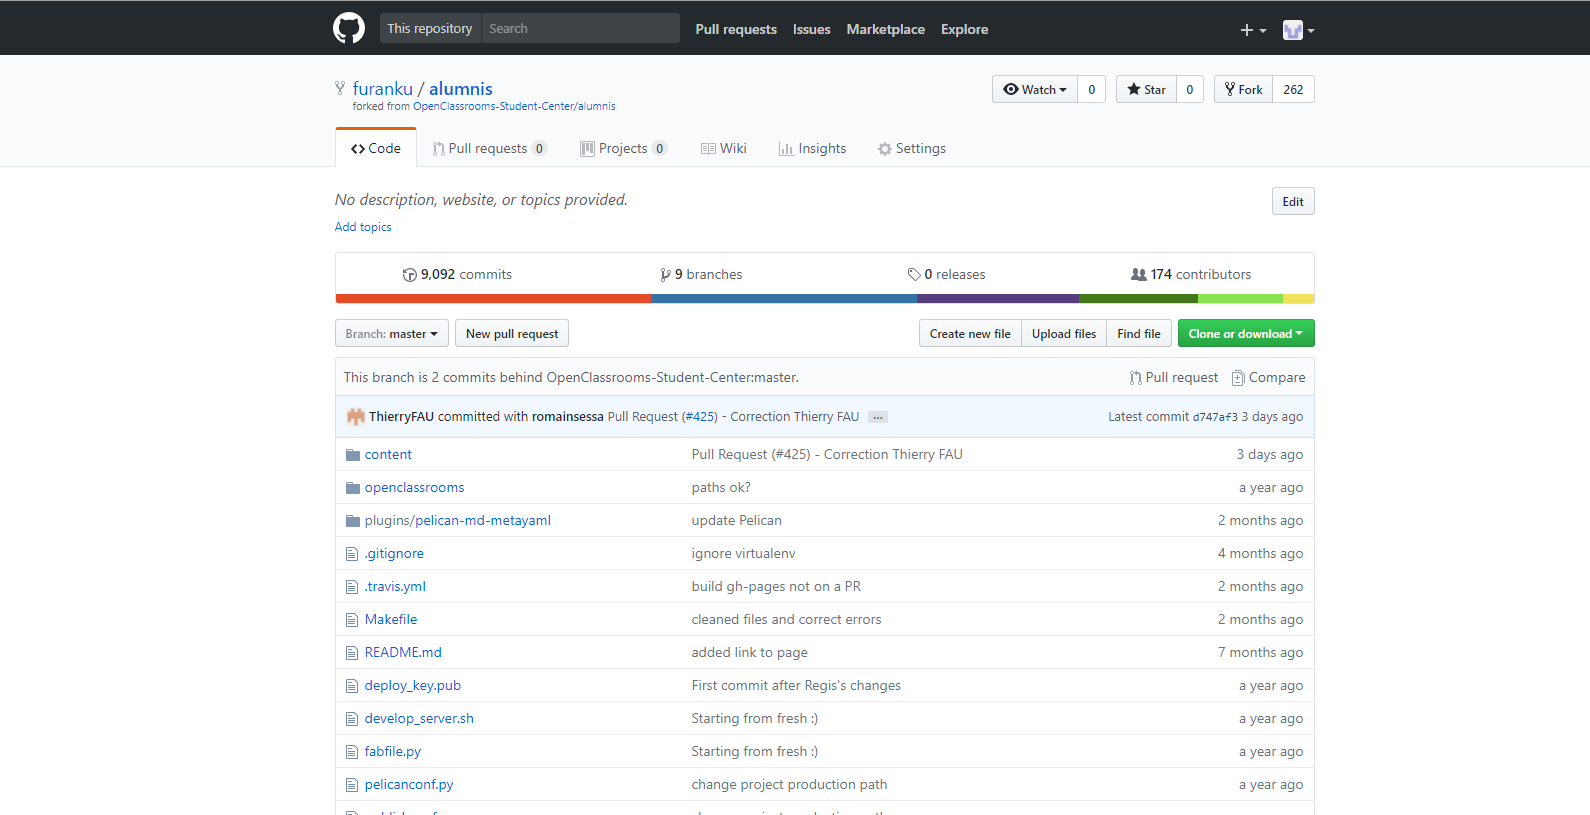 This repository Search Pull requests Issues Marketplace Explore
furanku / alumnis Watch 0 Star 0 Fork 262
forked from OpenClassrooms-Student-Center/alumnis
Code Pull requests 0 Projects 0 Wiki Insights Settings
No description, website, or topics provided. Edit
Add topics
9,092 commits 9 branches 0 releases 174 contributors
Branch: master New pull request Create new file Upload files Find file Clone or download
This branch is 2 commits behind OpenClassrooms-Student-Center:master. Pull request Compare
ThierryFAU committed with romainsessa Pull Request (#425) - Correction Thierry FAU ... Latest commit d747af3 3 days ago
content Pull Request (#425) - Correction Thierry FAU 3 days ago
openclassrooms paths ok? a year ago
plugins/pelican-md-metayaml update Pelican 2 months ago
.gitignore ignore virtualenv 4 months ago
.travis.yml build gh-pages not on a PR 2 months ago
Makefile cleaned files and correct errors 2 months ago
README.md added link to page 7 months ago
deploy_key.pub First commit after Regis's changes a year ago
develop_server.sh Starting from fresh :) a year ago
fabfile.py Starting from fresh :) a year ago
pelicanconf.py change project production path a year ago